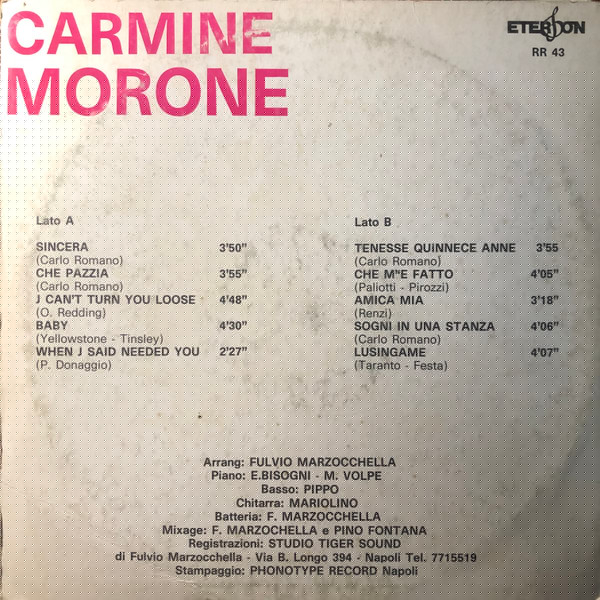 CARMINE
MORONE
ETERSON
RR 43
Lato A
SINCERA 3'50"
(Carlo Romano)
CHE PAZZIA 3'55"
(Carlo Romano)
J CAN'T TURN YOU LOOSE 4'48"
(O. Redding)
BABY 4'30"
(Yellowstone - Tinsley)
WHEN J SAID NEEDED YOU 2'27"
(P. Donaggio)
Lato B
TENESSE QUINNECE ANNE 3'55
(Carlo Romano)
CHE M"E FATTO 4'05"
(Paliotti - Pirozzi)
AMICA MIA 3'18"
(Renzi)
SOGNI IN UNA STANZA 4'06"
(Carlo Romano)
LUSINGAME 4'07"
(Taranto - Festa)
Arrang: FULVIO MARZOCCHELLA
Piano: E.BISOGNI - M. VOLPE
Basso: PIPPO
Chitarra: MARIOLINO
Batteria: F. MARZOCCHELLA
Mixage: F. MARZOCHELLA e PINO FONTANA
Registrazioni: STUDIO TIGER SOUND
di Fulvio Marzocchella - Via B. Longo 394 - Napoli Tel. 7715519
Stampaggio: PHONOTYPE RECORD Napoli